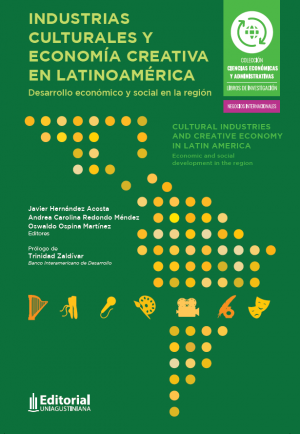 INDUSTRIAS
CULTURALES Y
ECONOMÍA CREATIVA
EN LATINOAMÉRICA
Desarrollo económico y social en la región
COLECCIÓN
CIENCIAS ECONÓMICAS
Y ADMINISTRATIVAS
LIBROS DE INVESTIGACIÓN
NEGOCIOS INTERNACIONALES
CULTURAL INDUSTRIES
AND CREATIVE ECONOMY
IN LATIN AMERICA
Economic and social
development in the region
Javier Hernández Acosta
Andrea Carolina Redondo Méndez
Oswaldo Ospina Martínez
Editores
Prólogo de
Trinidad Zaldívar
Banco Interamericano de Desarrollo
Editorial
UNIAGUSTINIANA